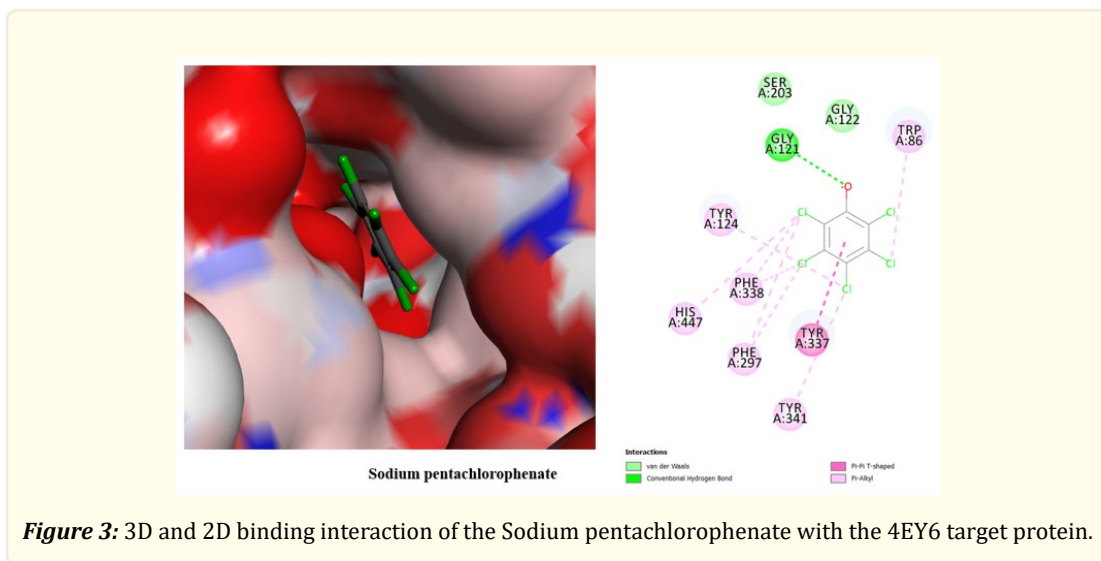 SER
A:203
GLY
A:122
GLY
A:121
TRP
A:86
O
TYR
A:124
Cl
Cl
PHE
A:338
Cl
Cl
Cl
HIS
A:447
TYR
A:337
PHE
A:297
TYR
A:341
Interactions
van der Waals
Conventional Hydrogen Bond
Pi-Pi T-shaped
Pi-Alkyl
Sodium pentachlorophenate
Figure 3: 3D and 2D binding interaction of the Sodium pentachlorophenate with the 4EY6 target protein.